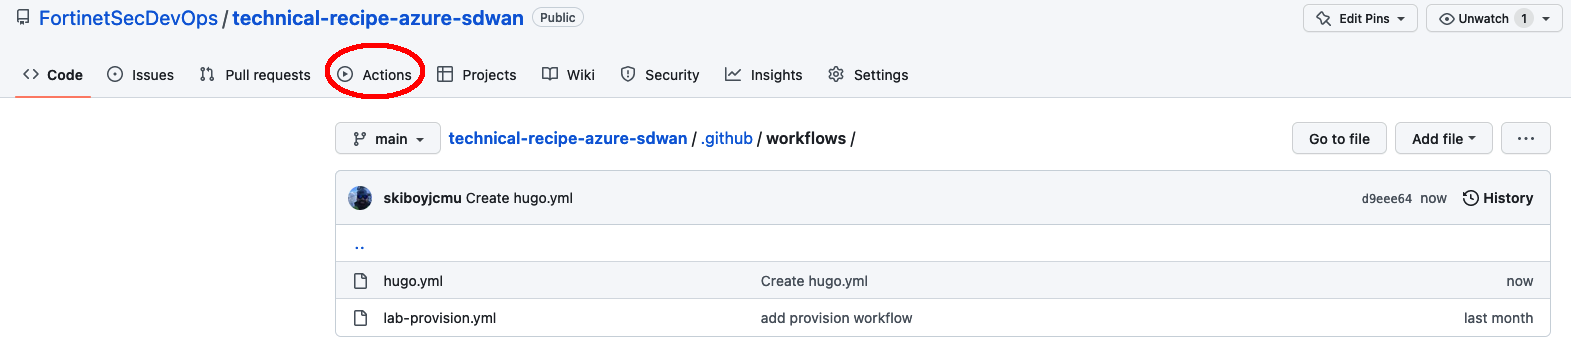 FortinetSecDevOps / technical-recipe-azure-sdwan Public Edit Pins Unwatch 1
Code Issues Pull requests Actions Projects Wiki Security Insights Settings
main technical-recipe-azure-sdwan / .github / workflows / Go to file Add file ...
skiboyjcmu Create hugo.yml d9eee64 now History
..
hugo.yml Create hugo.yml now
lab-provision.yml add provision workflow last month